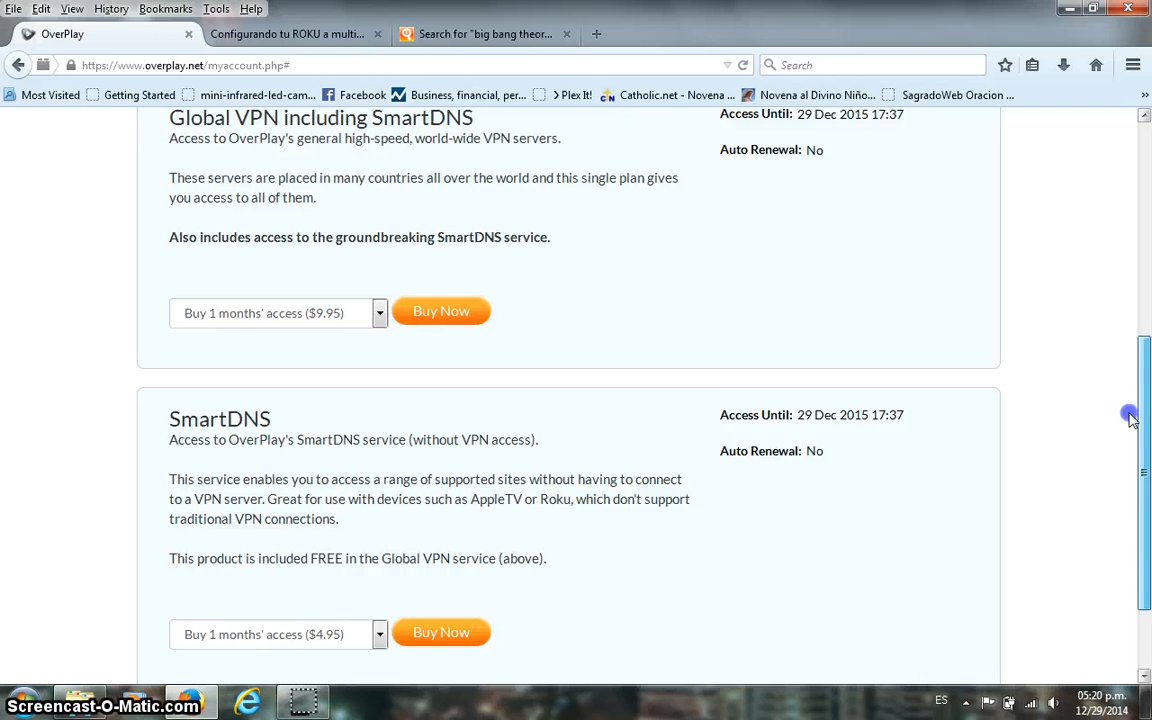 File Edit View History Bookmarks Tools Help
OverPlay × Configurando tu ROKU a multi... × Search for "big bang theor... × +
https://www.overplay.net/myaccount.php# Search
Most Visited Getting Started mini-infrared-led-cam... Facebook Business, financial, per... > Plex It! Catholic.net - Novena ... Novena al Divino Niño... SagradoWeb Oracion ... »
Global VPN including SmartDNS
Access Until: 29 Dec 2015 17:37
Access to OverPlay's general high-speed, world-wide VPN servers.
Auto Renewal: No
These servers are placed in many countries all over the world and this single plan gives
you access to all of them.
Also includes access to the groundbreaking SmartDNS service.
Buy 1 months' access ($9.95) Buy Now
SmartDNS
Access Until: 29 Dec 2015 17:37
Access to OverPlay's SmartDNS service (without VPN access).
Auto Renewal: No
This service enables you to access a range of supported sites without having to connect
to a VPN server. Great for use with devices such as AppleTV or Roku, which don't support
traditional VPN connections.
This product is included FREE in the Global VPN service (above).
Buy 1 months' access ($4.95) Buy Now
ES 05:20 p.m.
12/29/2014
Screencast-O-Matic.com